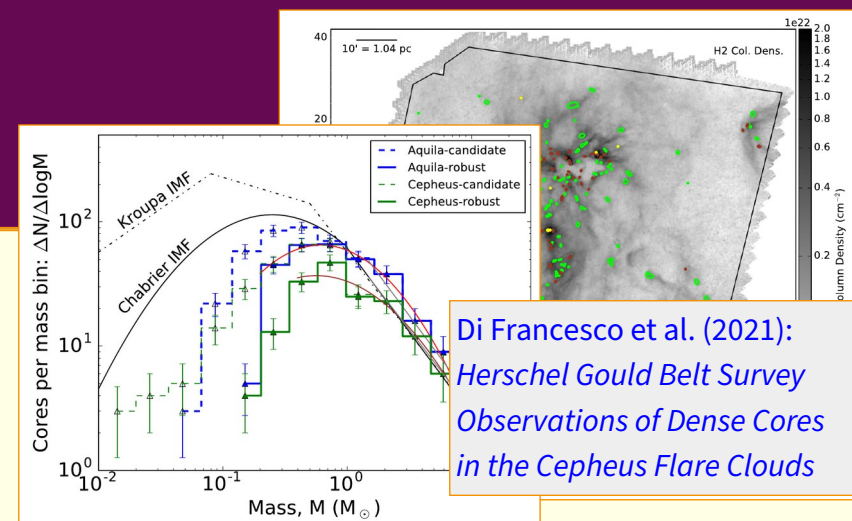 1e22
40
10' = 1.04 pc
H2 Col. Dens.
2.0
1.8
1.6
1.4
1.2
1.0
20
0.8
0.6
0.4
0.2
Column Density (cm⁻²)
Aquila-candidate
Aquila-robust
Cepheus-candidate
Cepheus-robust
Kroupa IMF
Chabrier IMF
Cores per mass bin: ΔN/ΔlogM
10²
10¹
10⁰
10⁻²
10⁻¹
10⁰
Mass, M (M⊙)
Di Francesco et al. (2021):
Herschel Gould Belt Survey
Observations of Dense Cores
in the Cepheus Flare Clouds